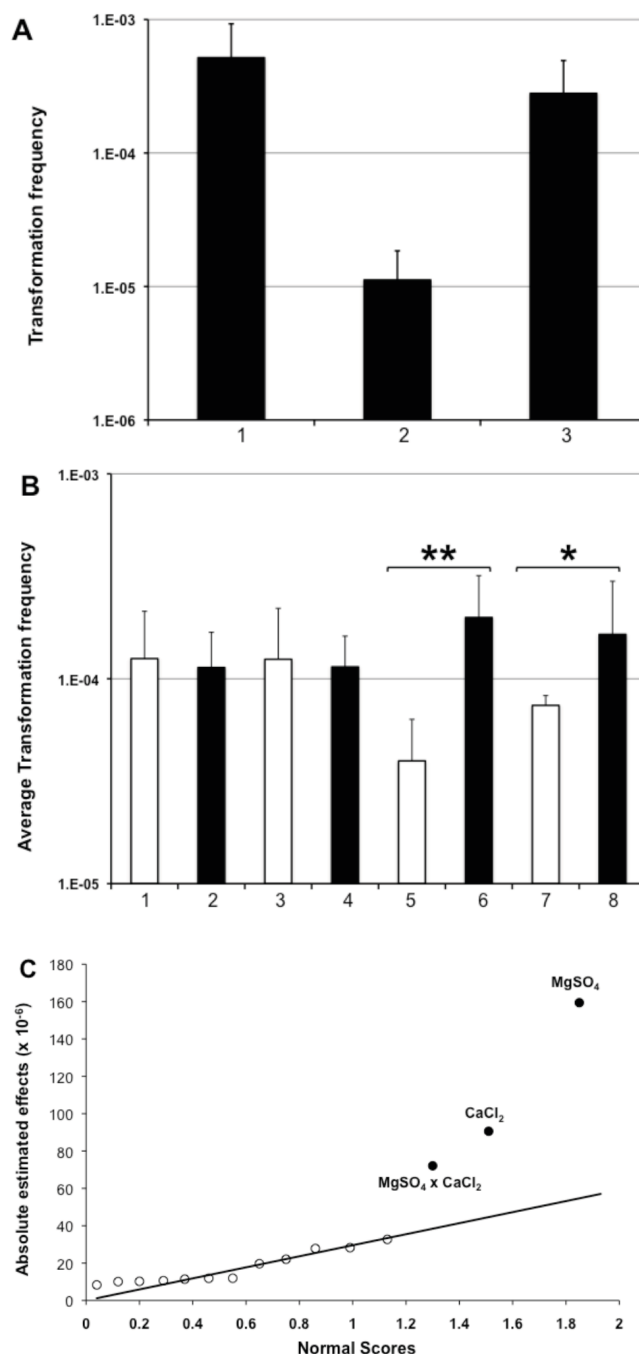 A
Transformation frequency
1.E-03
1.E-04
1.E-05
1.E-06
1 2 3
B
Average Transformation frequency
1.E-03
1.E-04
1.E-05
** *
1 2 3 4 5 6 7 8
C
Absolute estimated effects (x 10⁻⁶)
180
160
140
120
100
80
60
40
20
0
MgSO₄
CaCl₂
MgSO₄ x CaCl₂
0 0.2 0.4 0.6 0.8 1 1.2 1.4 1.6 1.8 2
Normal Scores